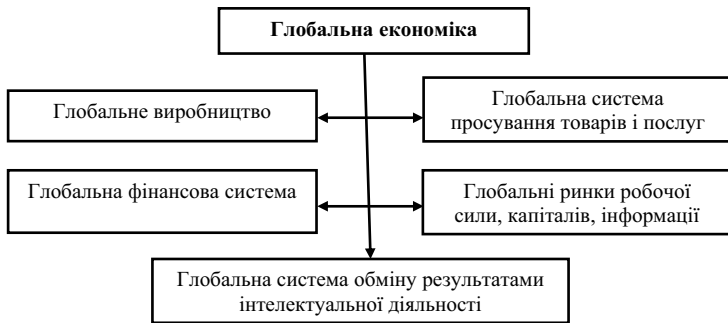 Глобальна економіка
Глобальне виробництво
Глобальна система
просування товарів і послуг
Глобальна фінансова система
Глобальні ринки робочої
сили, капіталів, інформації
Глобальна система обміну результатами
інтелектуальної діяльності